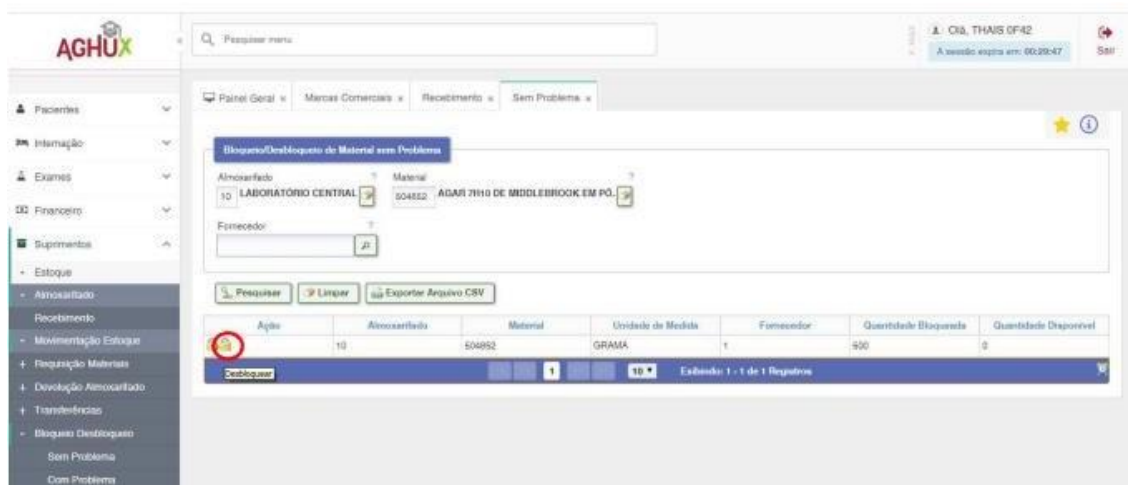 AGHUX
Pesquisar menu
Olá, THAIS 0F42
A sessão expira em: 00:29:47
Sair
Pacientes
Internação
Exames
Financeiro
Suprimentos
Estoque
Almoxarifado
Recebimento
Movimentação Estoque
Requisição Materiais
Devolução Almoxarifado
Transferências
Bloqueio Desbloqueio
Sem Problema
Com Problema
Painel Geral x
Marcas Comerciais x
Recebimento x
Sem Problema x
Bloqueio/Desbloqueio de Material sem Problema
Almoxarifado ?
Material ?
10 LABORATÓRIO CENTRAL
504852 AGAR 7H10 DE MIDDLEBROOK EM PÓ.
Fornecedor ?
Pesquisar
Limpar
Exportar Arquivo CSV
Ação Almoxarifado Material Unidade de Medida Fornecedor Quantidade Bloqueada Quantidade Disponível
10 504852 GRAMA 1 500 0
Desbloquear
1 10 Exibindo: 1 - 1 de 1 Registros